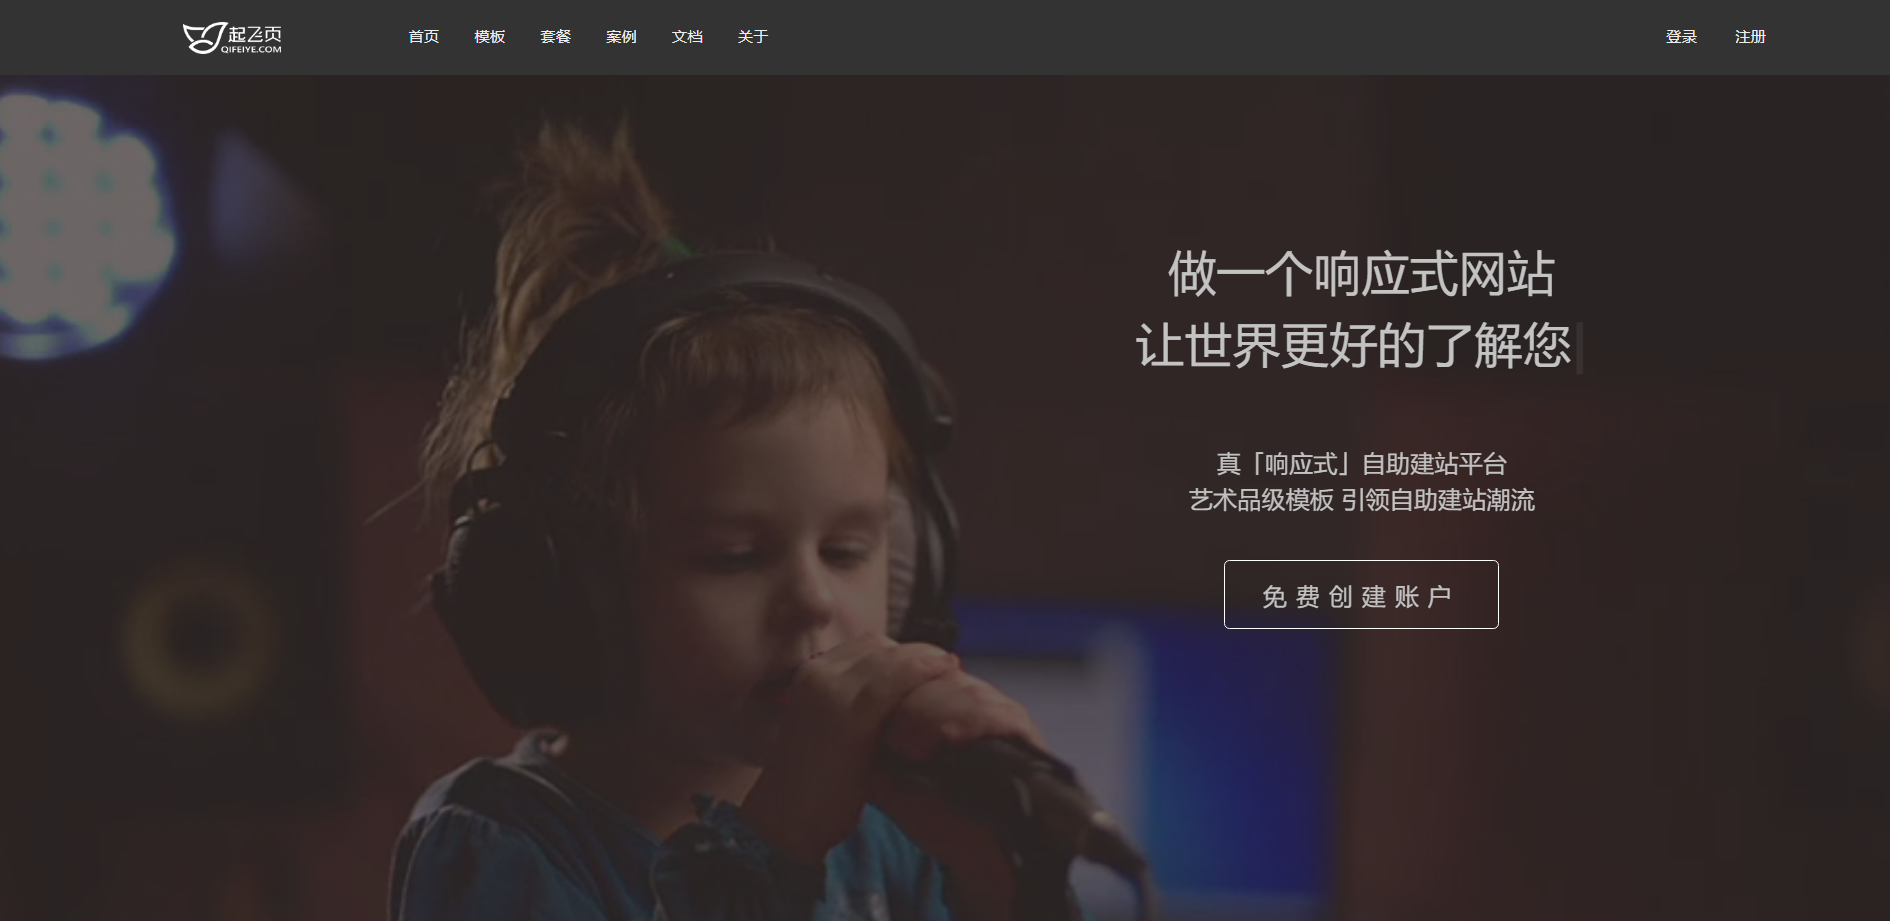 起飞页
QIFEIYE.COM
首页 模板 套餐 案例 文档 关于 登录 注册
做一个响应式网站
让世界更好的了解您
真「响应式」自助建站平台
艺术品级模板 引领自助建站潮流
免费创建账户